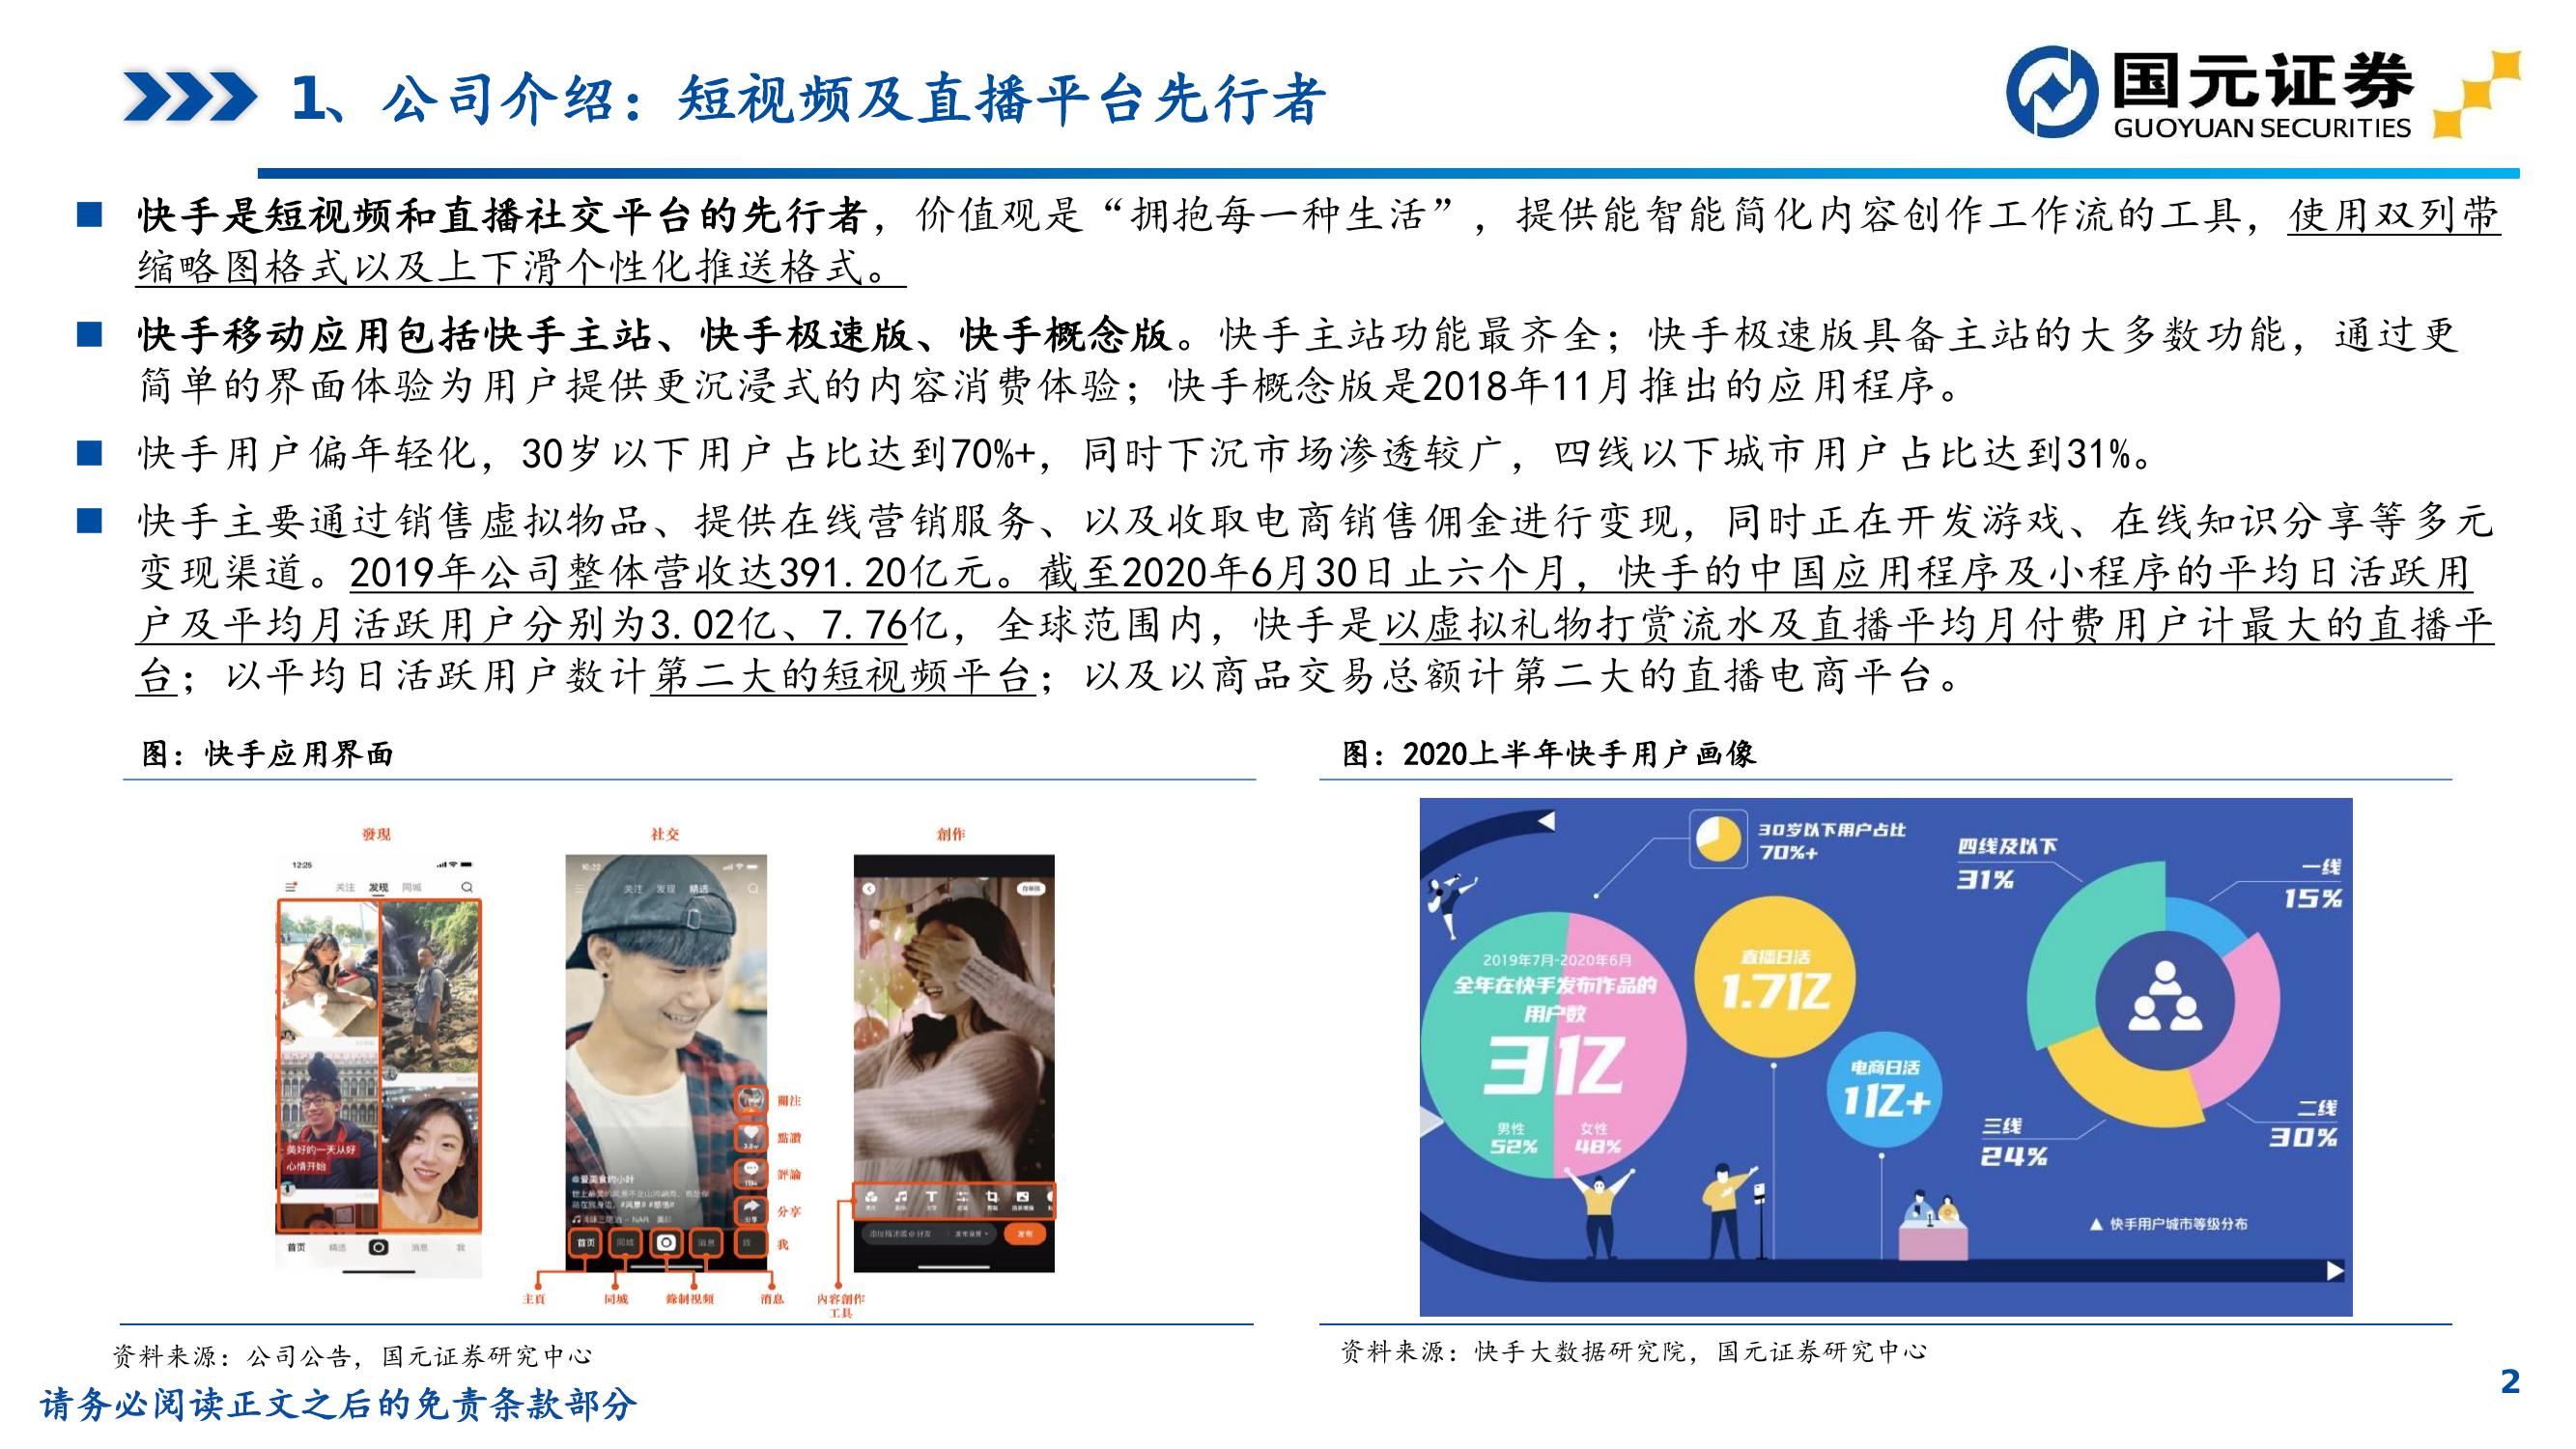 1、公司介绍：短视频及直播平台先行者
国元证券
GUOYUAN SECURITIES
快手是短视频和直播社交平台的先行者，价值观是“拥抱每一种生活”，提供能智能简化内容创作工作流的工具，使用双列带
缩略图格式以及上下滑个性化推送格式。
快手移动应用包括快手主站、快手极速版、快手概念版。快手主站功能最齐全；快手极速版具备主站的大多数功能，通过更
简单的界面体验为用户提供更沉浸式的内容消费体验；快手概念版是2018年11月推出的应用程序。
快手用户偏年轻化，30岁以下用户占比达到70%+，同时下沉市场渗透较广，四线以下城市用户占比达到31%。
快手主要通过销售虚拟物品、提供在线营销服务、以及收取电商销售佣金进行变现，同时正在开发游戏、在线知识分享等多元
变现渠道。2019年公司整体营收达391.20亿元。截至2020年6月30日止六个月，快手的中国应用程序及小程序的平均日活跃用
户及平均月活跃用户分别为3.02亿、7.76亿，全球范围内，快手是以虚拟礼物打赏流水及直播平均月付费用户计最大的直播平
台；以平均日活跃用户数计第二大的短视频平台；以及以商品交易总额计第二大的直播电商平台。
图：快手应用界面
發現
社交
創作
12:25
关注 发现 同城
美好的一天从好
心情开始
首页 精选 消息 我
10:22
关注 发现 精选
@爱美食的小叶
首页 同城 消息 我
關注
點讚
評論
分享
我
主頁
同城
錄制視頻
消息
发布
內容創作
工具
图：2020上半年快手用户画像
30岁以下用户占比
70%+
2019年7月-2020年6月
全年在快手发布作品的
用户数
3亿
男性
52%
女性
48%
直播日活
1.7亿
电商日活
1亿+
四线及以下
31%
一线
15%
三线
24%
二线
30%
▲ 快手用户城市等级分布
资料来源：公司公告，国元证券研究中心
资料来源：快手大数据研究院，国元证券研究中心
请务必阅读正文之后的免责条款部分
2